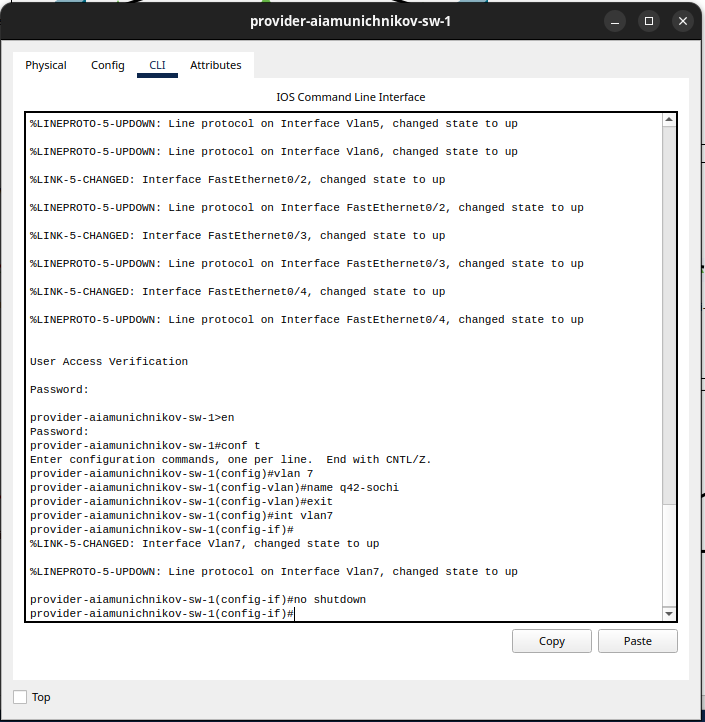 provider-aiamunichnikov-sw-1
Physical Config CLI Attributes
IOS Command Line Interface
%LINEPROTO-5-UPDOWN: Line protocol on Interface Vlan5, changed state to up
%LINEPROTO-5-UPDOWN: Line protocol on Interface Vlan6, changed state to up
%LINK-5-CHANGED: Interface FastEthernet0/2, changed state to up
%LINEPROTO-5-UPDOWN: Line protocol on Interface FastEthernet0/2, changed state to up
%LINK-5-CHANGED: Interface FastEthernet0/3, changed state to up
%LINEPROTO-5-UPDOWN: Line protocol on Interface FastEthernet0/3, changed state to up
%LINK-5-CHANGED: Interface FastEthernet0/4, changed state to up
%LINEPROTO-5-UPDOWN: Line protocol on Interface FastEthernet0/4, changed state to up
User Access Verification
Password:
provider-aiamunichnikov-sw-1>en
Password:
provider-aiamunichnikov-sw-1#conf t
Enter configuration commands, one per line.  End with CNTL/Z.
provider-aiamunichnikov-sw-1(config)#vlan 7
provider-aiamunichnikov-sw-1(config-vlan)#name q42-sochi
provider-aiamunichnikov-sw-1(config-vlan)#exit
provider-aiamunichnikov-sw-1(config)#int vlan7
provider-aiamunichnikov-sw-1(config-if)#
%LINK-5-CHANGED: Interface Vlan7, changed state to up
%LINEPROTO-5-UPDOWN: Line protocol on Interface Vlan7, changed state to up
provider-aiamunichnikov-sw-1(config-if)#no shutdown
provider-aiamunichnikov-sw-1(config-if)#
Copy Paste
Top